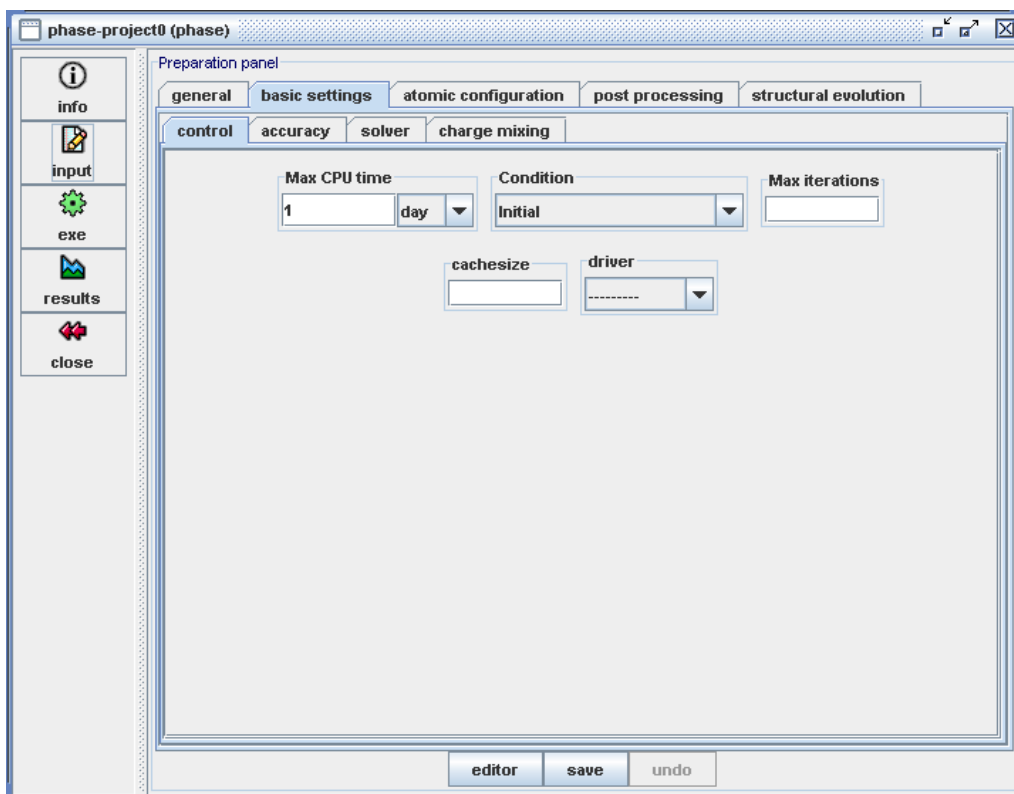 phase-project0 (phase)
info
input
exe
results
close
Preparation panel
general basic settings atomic configuration post processing structural evolution
control accuracy solver charge mixing
Max CPU time Condition Max iterations
1 day Initial
cachesize driver
---------
editor save undo